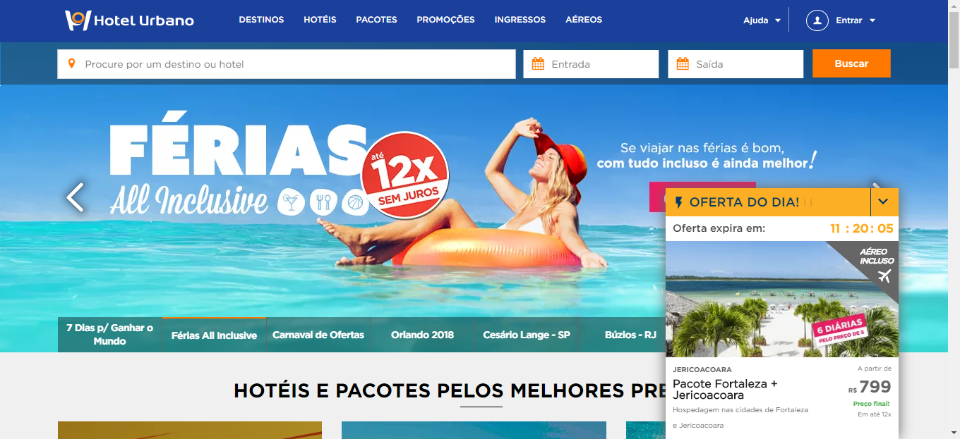 Hotel Urbano
DESTINOS HOTÉIS PACOTES PROMOÇÕES INGRESSOS AÉREOS
Ajuda Entrar
Procure por um destino ou hotel Entrada Saída Buscar
FÉRIAS
All Inclusive
até
12x
SEM JUROS
Se viajar nas férias é bom,
com tudo incluso é ainda melhor!
OFERTA DO DIA!
Oferta expira em: 11 : 20 : 05
AÉREO
INCLUSO
6 DIÁRIAS
PELO PREÇO DE 5
7 Dias p/ Ganhar o
Mundo
Férias All Inclusive
Carnaval de Ofertas
Orlando 2018
Cesário Lange - SP
Búzios - RJ
JERICOACOARA
A partir de
Pacote Fortaleza +
Jericoacoara
R$ 799
Preço final!
Hospedagem nas cidades de Fortaleza
e Jericoacoara
Em até 12x
HOTÉIS E PACOTES PELOS MELHORES PRE